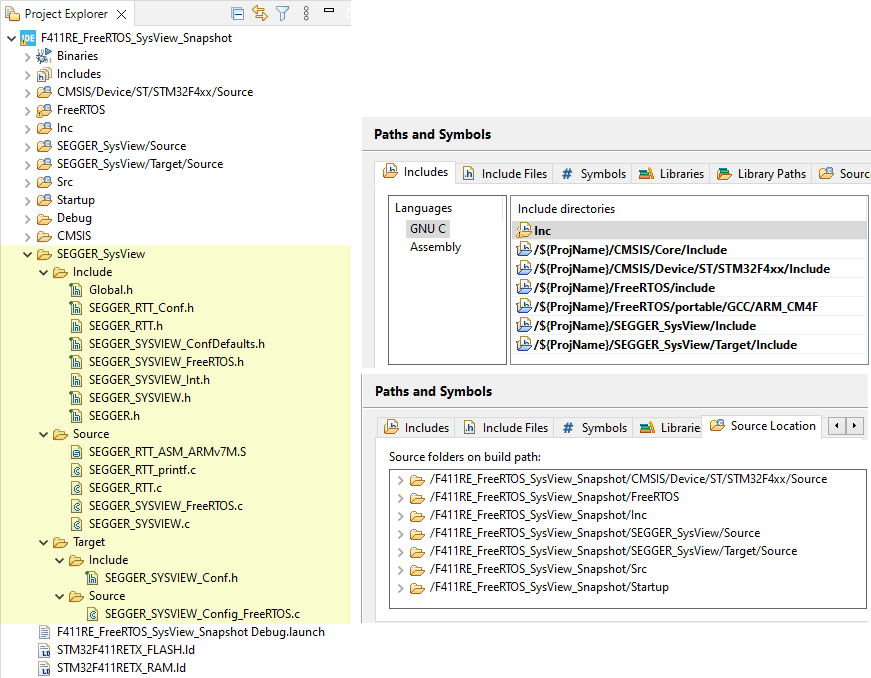 Project Explorer
F411RE_FreeRTOS_SysView_Snapshot
Binaries
Includes
CMSIS/Device/ST/STM32F4xx/Source
FreeRTOS
Inc
SEGGER_SysView/Source
SEGGER_SysView/Target/Source
Src
Startup
Debug
CMSIS
SEGGER_SysView
Include
Global.h
SEGGER_RTT_Conf.h
SEGGER_RTT.h
SEGGER_SYSVIEW_ConfDefaults.h
SEGGER_SYSVIEW_FreeRTOS.h
SEGGER_SYSVIEW_Int.h
SEGGER_SYSVIEW.h
SEGGER.h
Source
SEGGER_RTT_ASM_ARMv7M.S
SEGGER_RTT_printf.c
SEGGER_RTT.c
SEGGER_SYSVIEW_FreeRTOS.c
SEGGER_SYSVIEW.c
Target
Include
SEGGER_SYSVIEW_Conf.h
Source
SEGGER_SYSVIEW_Config_FreeRTOS.c
F411RE_FreeRTOS_SysView_Snapshot Debug.launch
STM32F411RETX_FLASH.ld
STM32F411RETX_RAM.ld
Paths and Symbols
Includes Include Files # Symbols Libraries Library Paths Sourc
Languages
GNU C
Assembly
Include directories
Inc
/${ProjName}/CMSIS/Core/Include
/${ProjName}/CMSIS/Device/ST/STM32F4xx/Include
/${ProjName}/FreeRTOS/include
/${ProjName}/FreeRTOS/portable/GCC/ARM_CM4F
/${ProjName}/SEGGER_SysView/Include
/${ProjName}/SEGGER_SysView/Target/Include
Paths and Symbols
Includes Include Files # Symbols Librarie Source Location
Source folders on build path:
/F411RE_FreeRTOS_SysView_Snapshot/CMSIS/Device/ST/STM32F4xx/Source
/F411RE_FreeRTOS_SysView_Snapshot/FreeRTOS
/F411RE_FreeRTOS_SysView_Snapshot/Inc
/F411RE_FreeRTOS_SysView_Snapshot/SEGGER_SysView/Source
/F411RE_FreeRTOS_SysView_Snapshot/SEGGER_SysView/Target/Source
/F411RE_FreeRTOS_SysView_Snapshot/Src
/F411RE_FreeRTOS_SysView_Snapshot/Startup